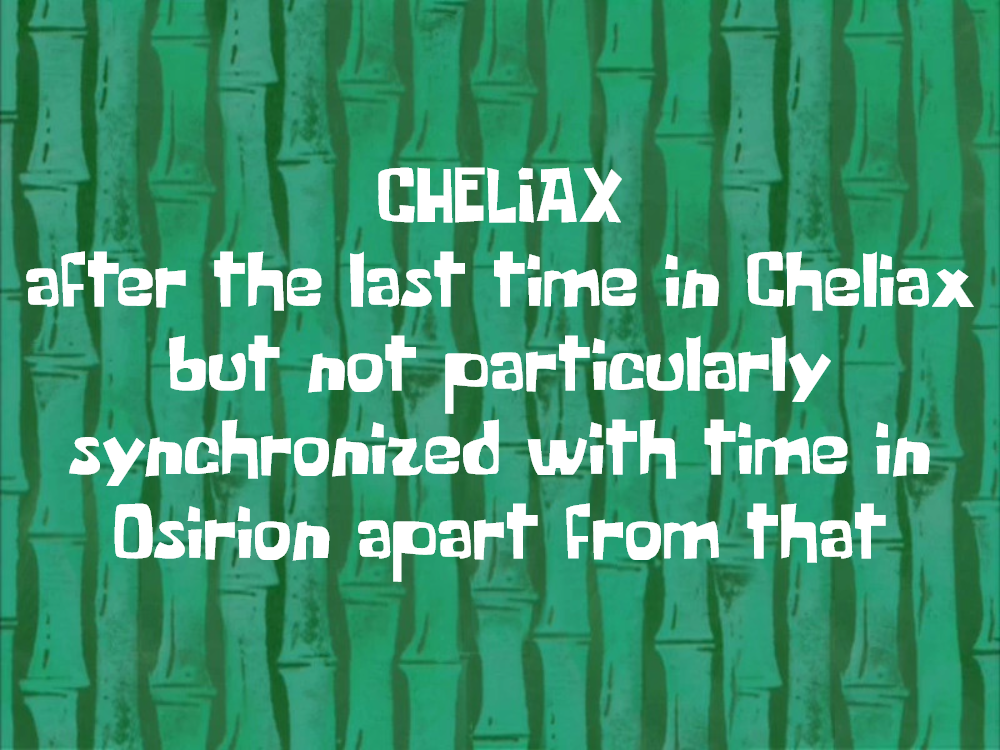 CHELiAX
after the last time in Cheliax
but not particularly
synchronized with time in
Osirion apart from that